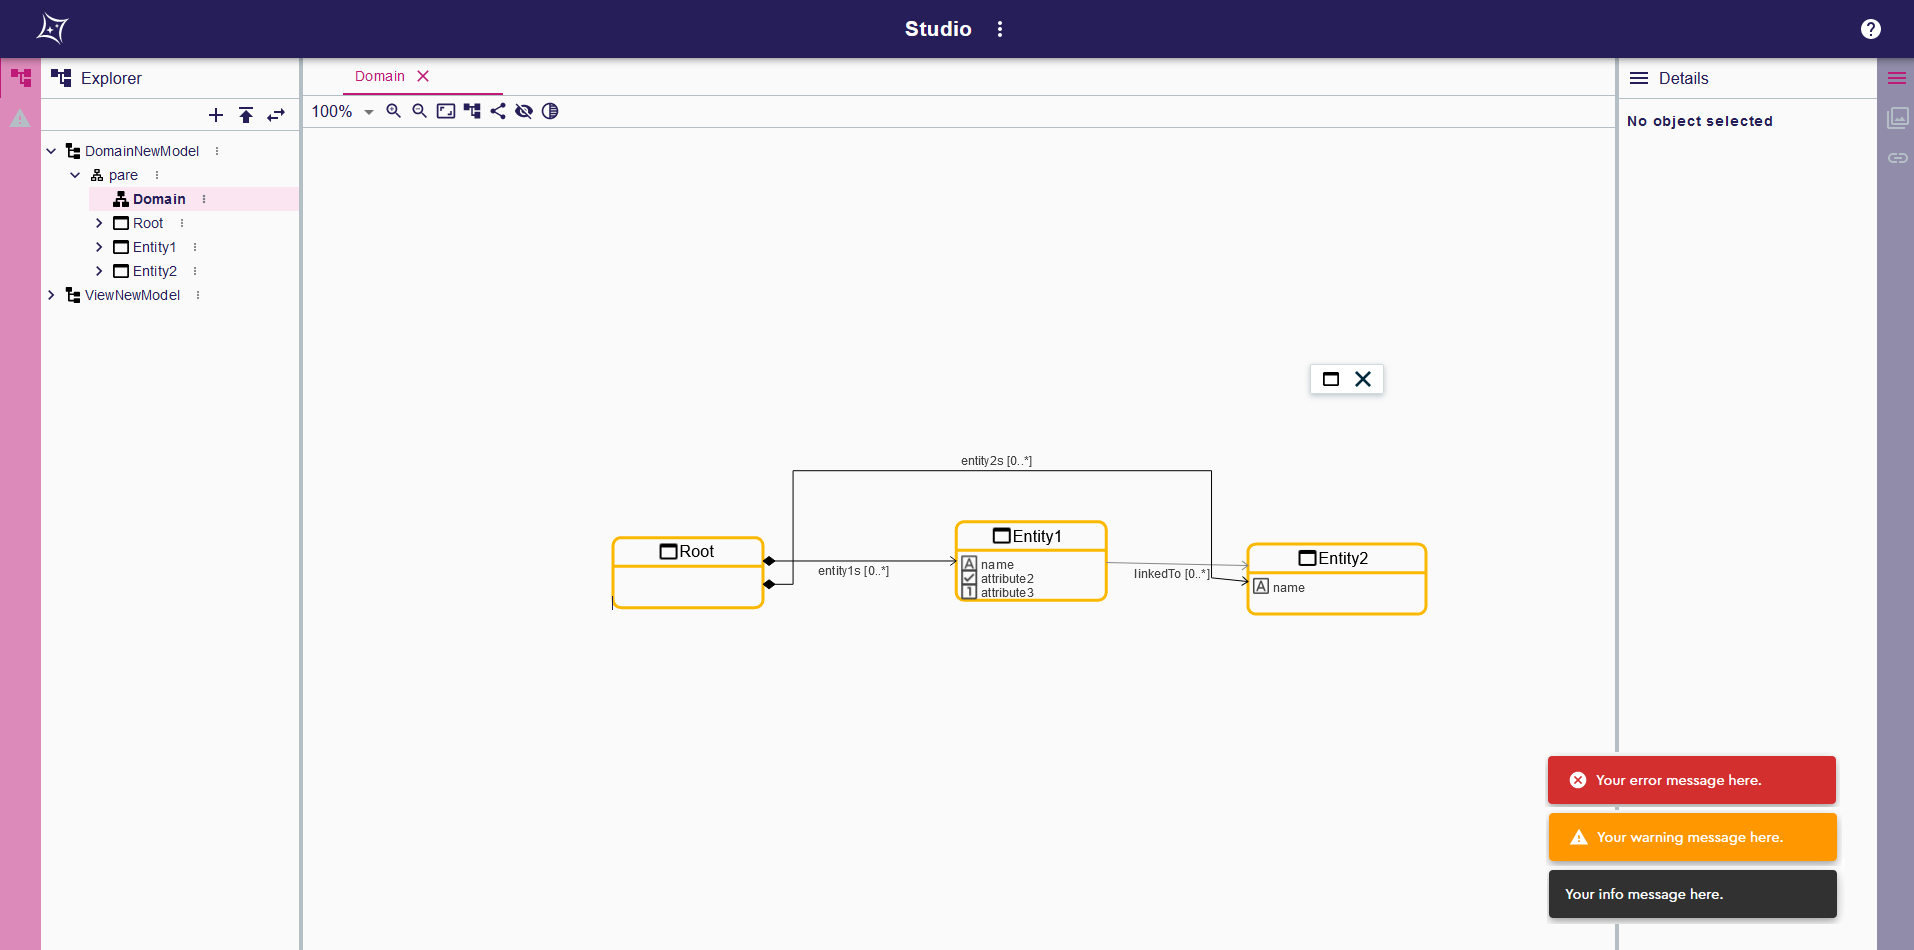 Studio
Explorer
Domain
Details
100%
No object selected
DomainNewModel
pare
Domain
Root
Entity1
Entity2
ViewNewModel
entity2s [0..*]
Root
entity1s [0..*]
Entity1
name
attribute2
attribute3
linkedTo [0..*]
Entity2
name
Your error message here.
Your warning message here.
Your info message here.